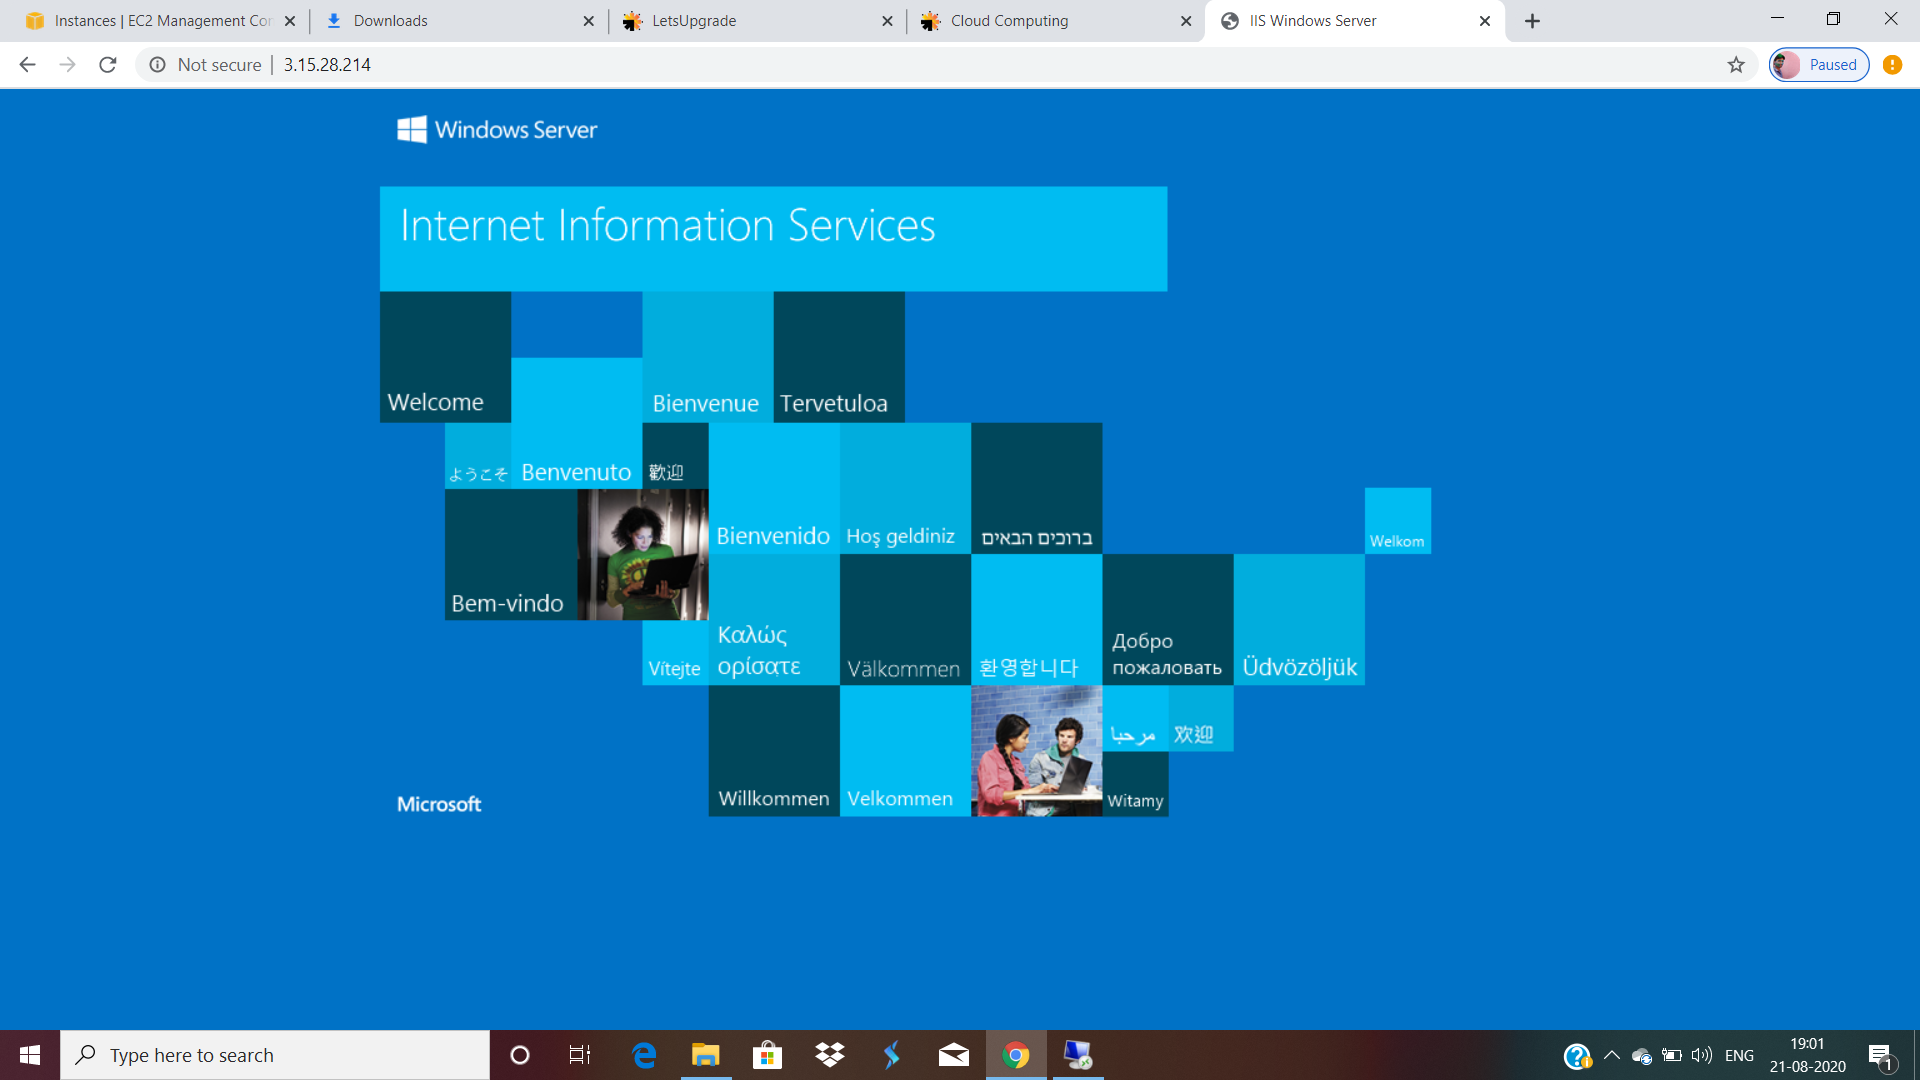 Instances | EC2 Management Con
Downloads
LetsUpgrade
Cloud Computing
IIS Windows Server
Not secure | 3.15.28.214
Paused
Windows Server
Internet Information Services
Welcome
Bienvenue
Tervetuloa
ようこそ
Benvenuto
歡迎
Bienvenido
Hoş geldiniz
ברוכים הבאים
Welkom
Bem-vindo
Vítejte
Καλώς
ορίσατε
Välkommen
환영합니다
Добро
пожаловать
Üdvözöljük
مرحبا
欢迎
Willkommen
Velkommen
Witamy
Microsoft
Type here to search
ENG
19:01
21-08-2020
1